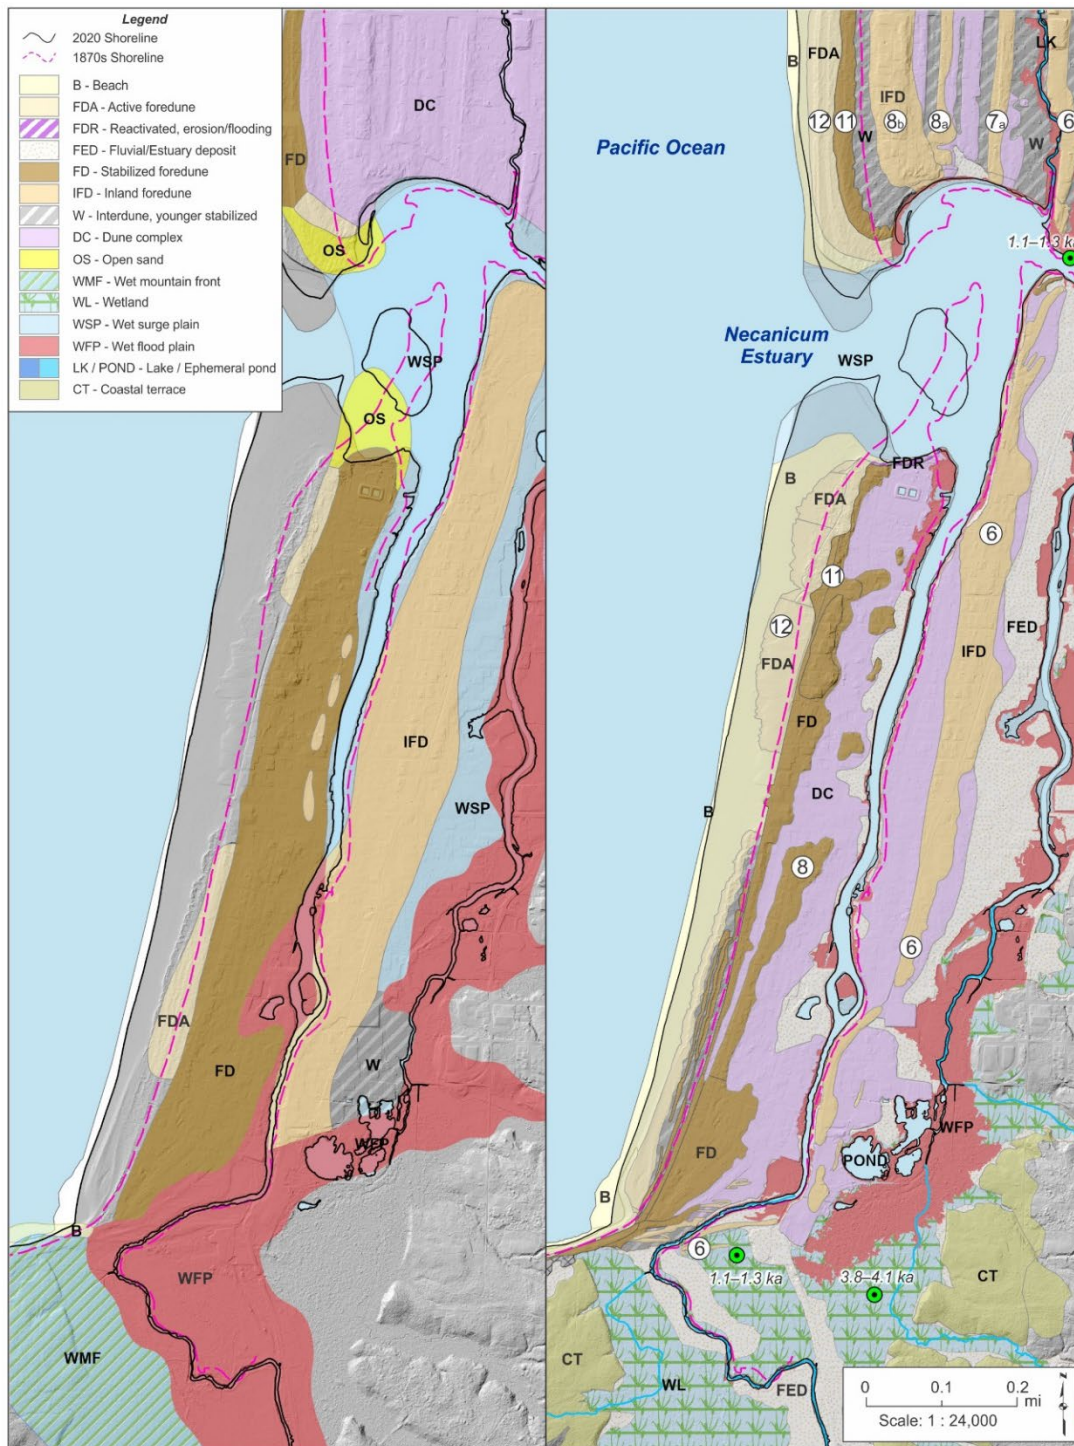 Legend
2020 Shoreline
1870s Shoreline
B - Beach
FDA - Active foredune
FDR - Reactivated, erosion/flooding
FED - Fluvial/Estuary deposit
FD - Stabilized foredune
IFD - Inland foredune
W - Interdune, younger stabilized
DC - Dune complex
OS - Open sand
WMF - Wet mountain front
WL - Wetland
WSP - Wet surge plain
WFP - Wet flood plain
LK / POND - Lake / Ephemeral pond
CT - Coastal terrace
DC
FD
OS
WSP
OS
IFD
WSP
FDA
FD
W
WFP
B
WFP
WMF
B
FDA
LK
IFD
12
11
8b
8a
7a
6
W
W
Pacific Ocean
1.1–1.3 ka
Necanicum
Estuary
WSP
B
FDA
FDR
6
11
12
FED
FDA
IFD
FD
B
DC
8
6
FD
WFP
POND
B
6
1.1–1.3 ka
3.8–4.1 ka
CT
CT
WL
FED
N
0 0.1 0.2
mi
Scale: 1 : 24,000